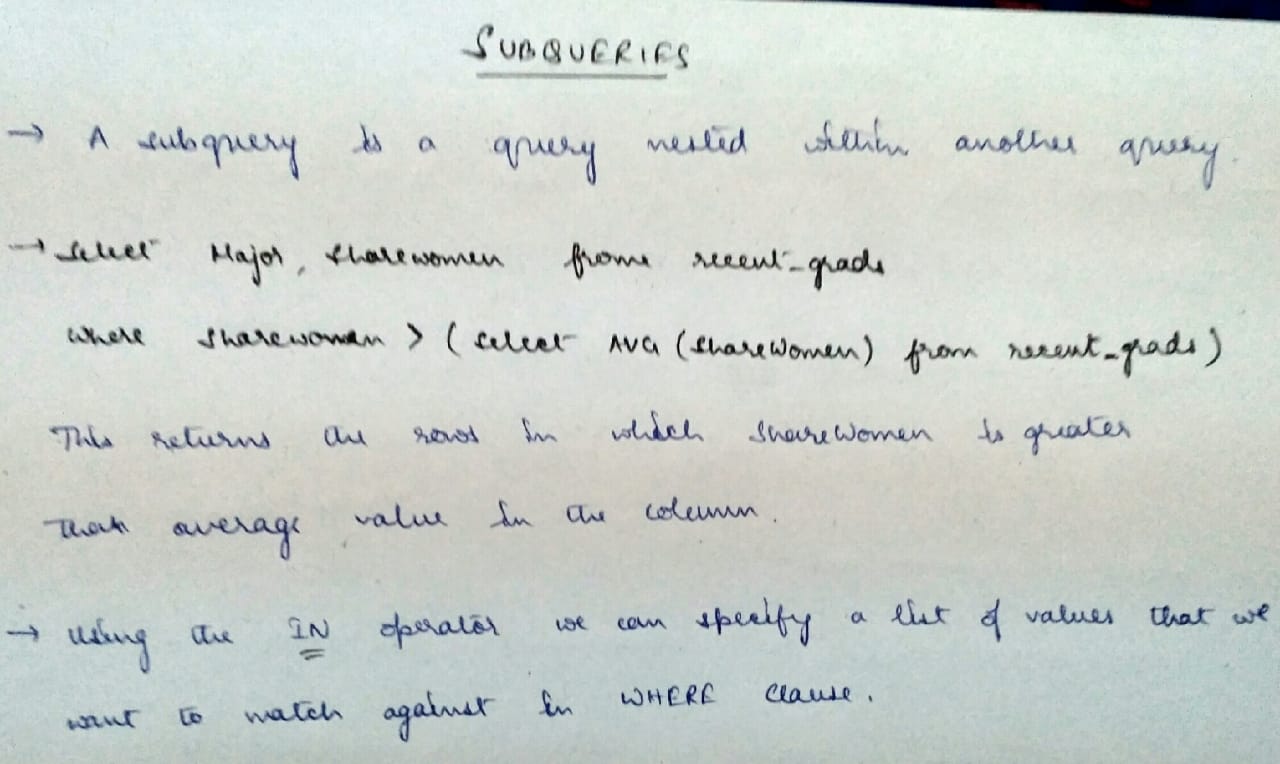 SUBQUERIES
→ A subquery is a query nested within another query.
→ Select Major, sharewomen from recent_grads
where sharewomen > (select AVG (ShareWomen) from recent_grads)
This returns the rows in which ShareWomen is greater
than average value in the column.
→ Using the IN operator we can specify a list of values that we
want to match against in WHERE clause.